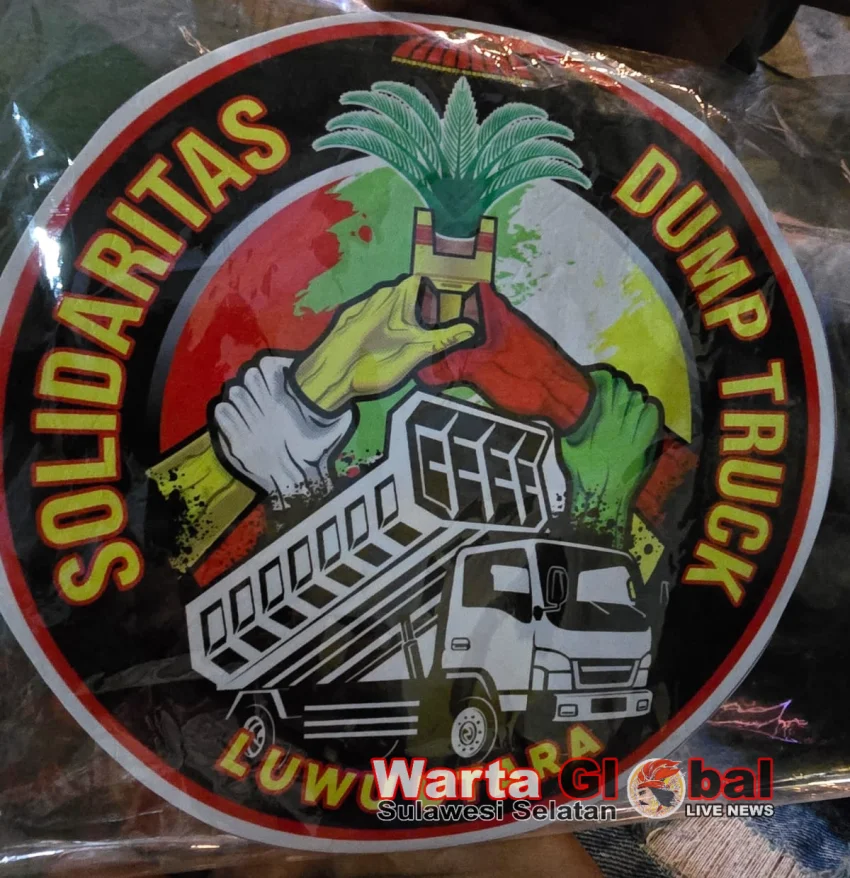 SOLIDARITAS
DUMP TRUCK
LUWU
Warta Global
Sulawesi Selatan
LIVE NEWS